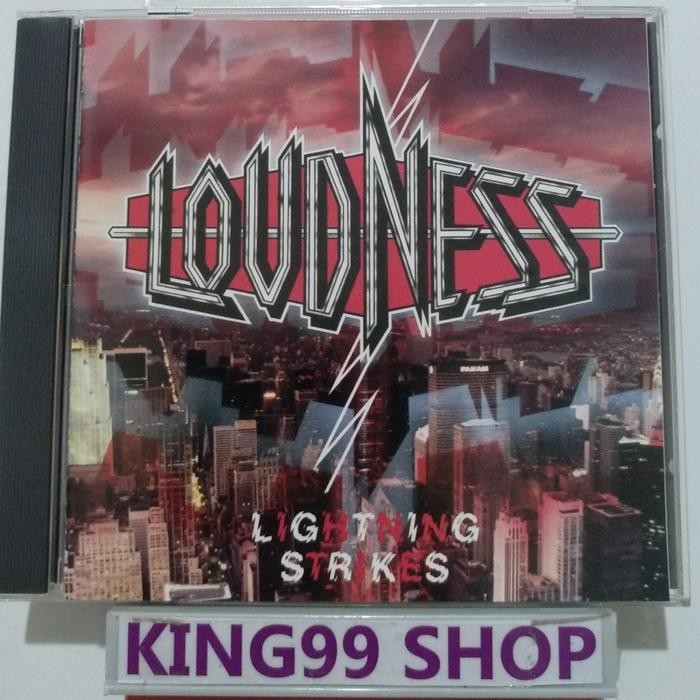 LOUDNESS
PANAM
LIGHTNING
STRIKES
KING99 SHOP